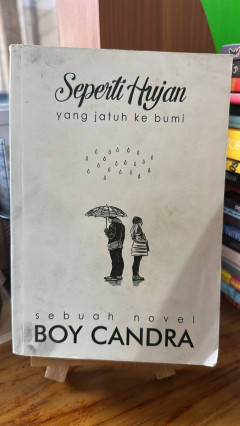 Seperti Hujan
yang jatuh ke bumi
sebuah novel
BOY CANDRA